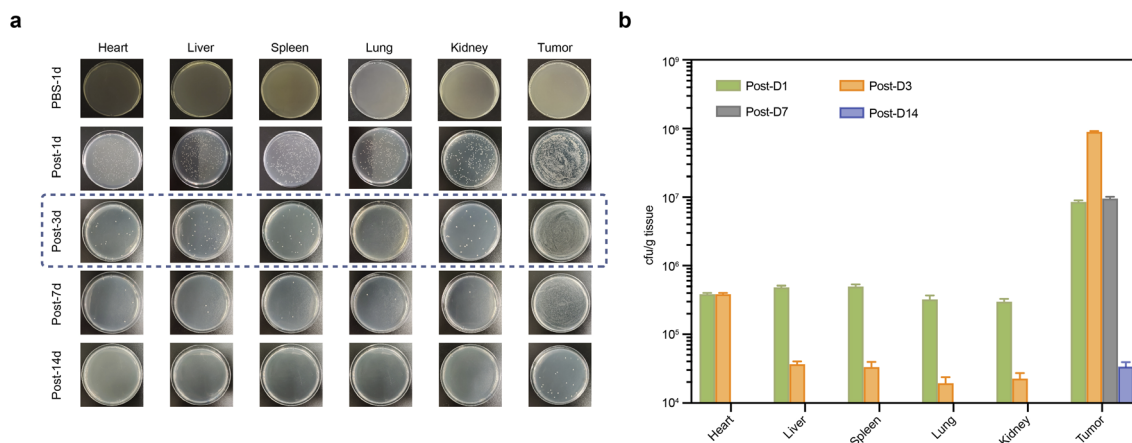 a
Heart Liver Spleen Lung Kidney Tumor
PBS-1d
Post-1d
Post-3d
Post-7d
Post-14d
b
cfu/g tissue
10⁹
10⁸
10⁷
10⁶
10⁵
10⁴
Post-D1 Post-D3
Post-D7 Post-D14
Heart Liver Spleen Lung Kidney Tumor